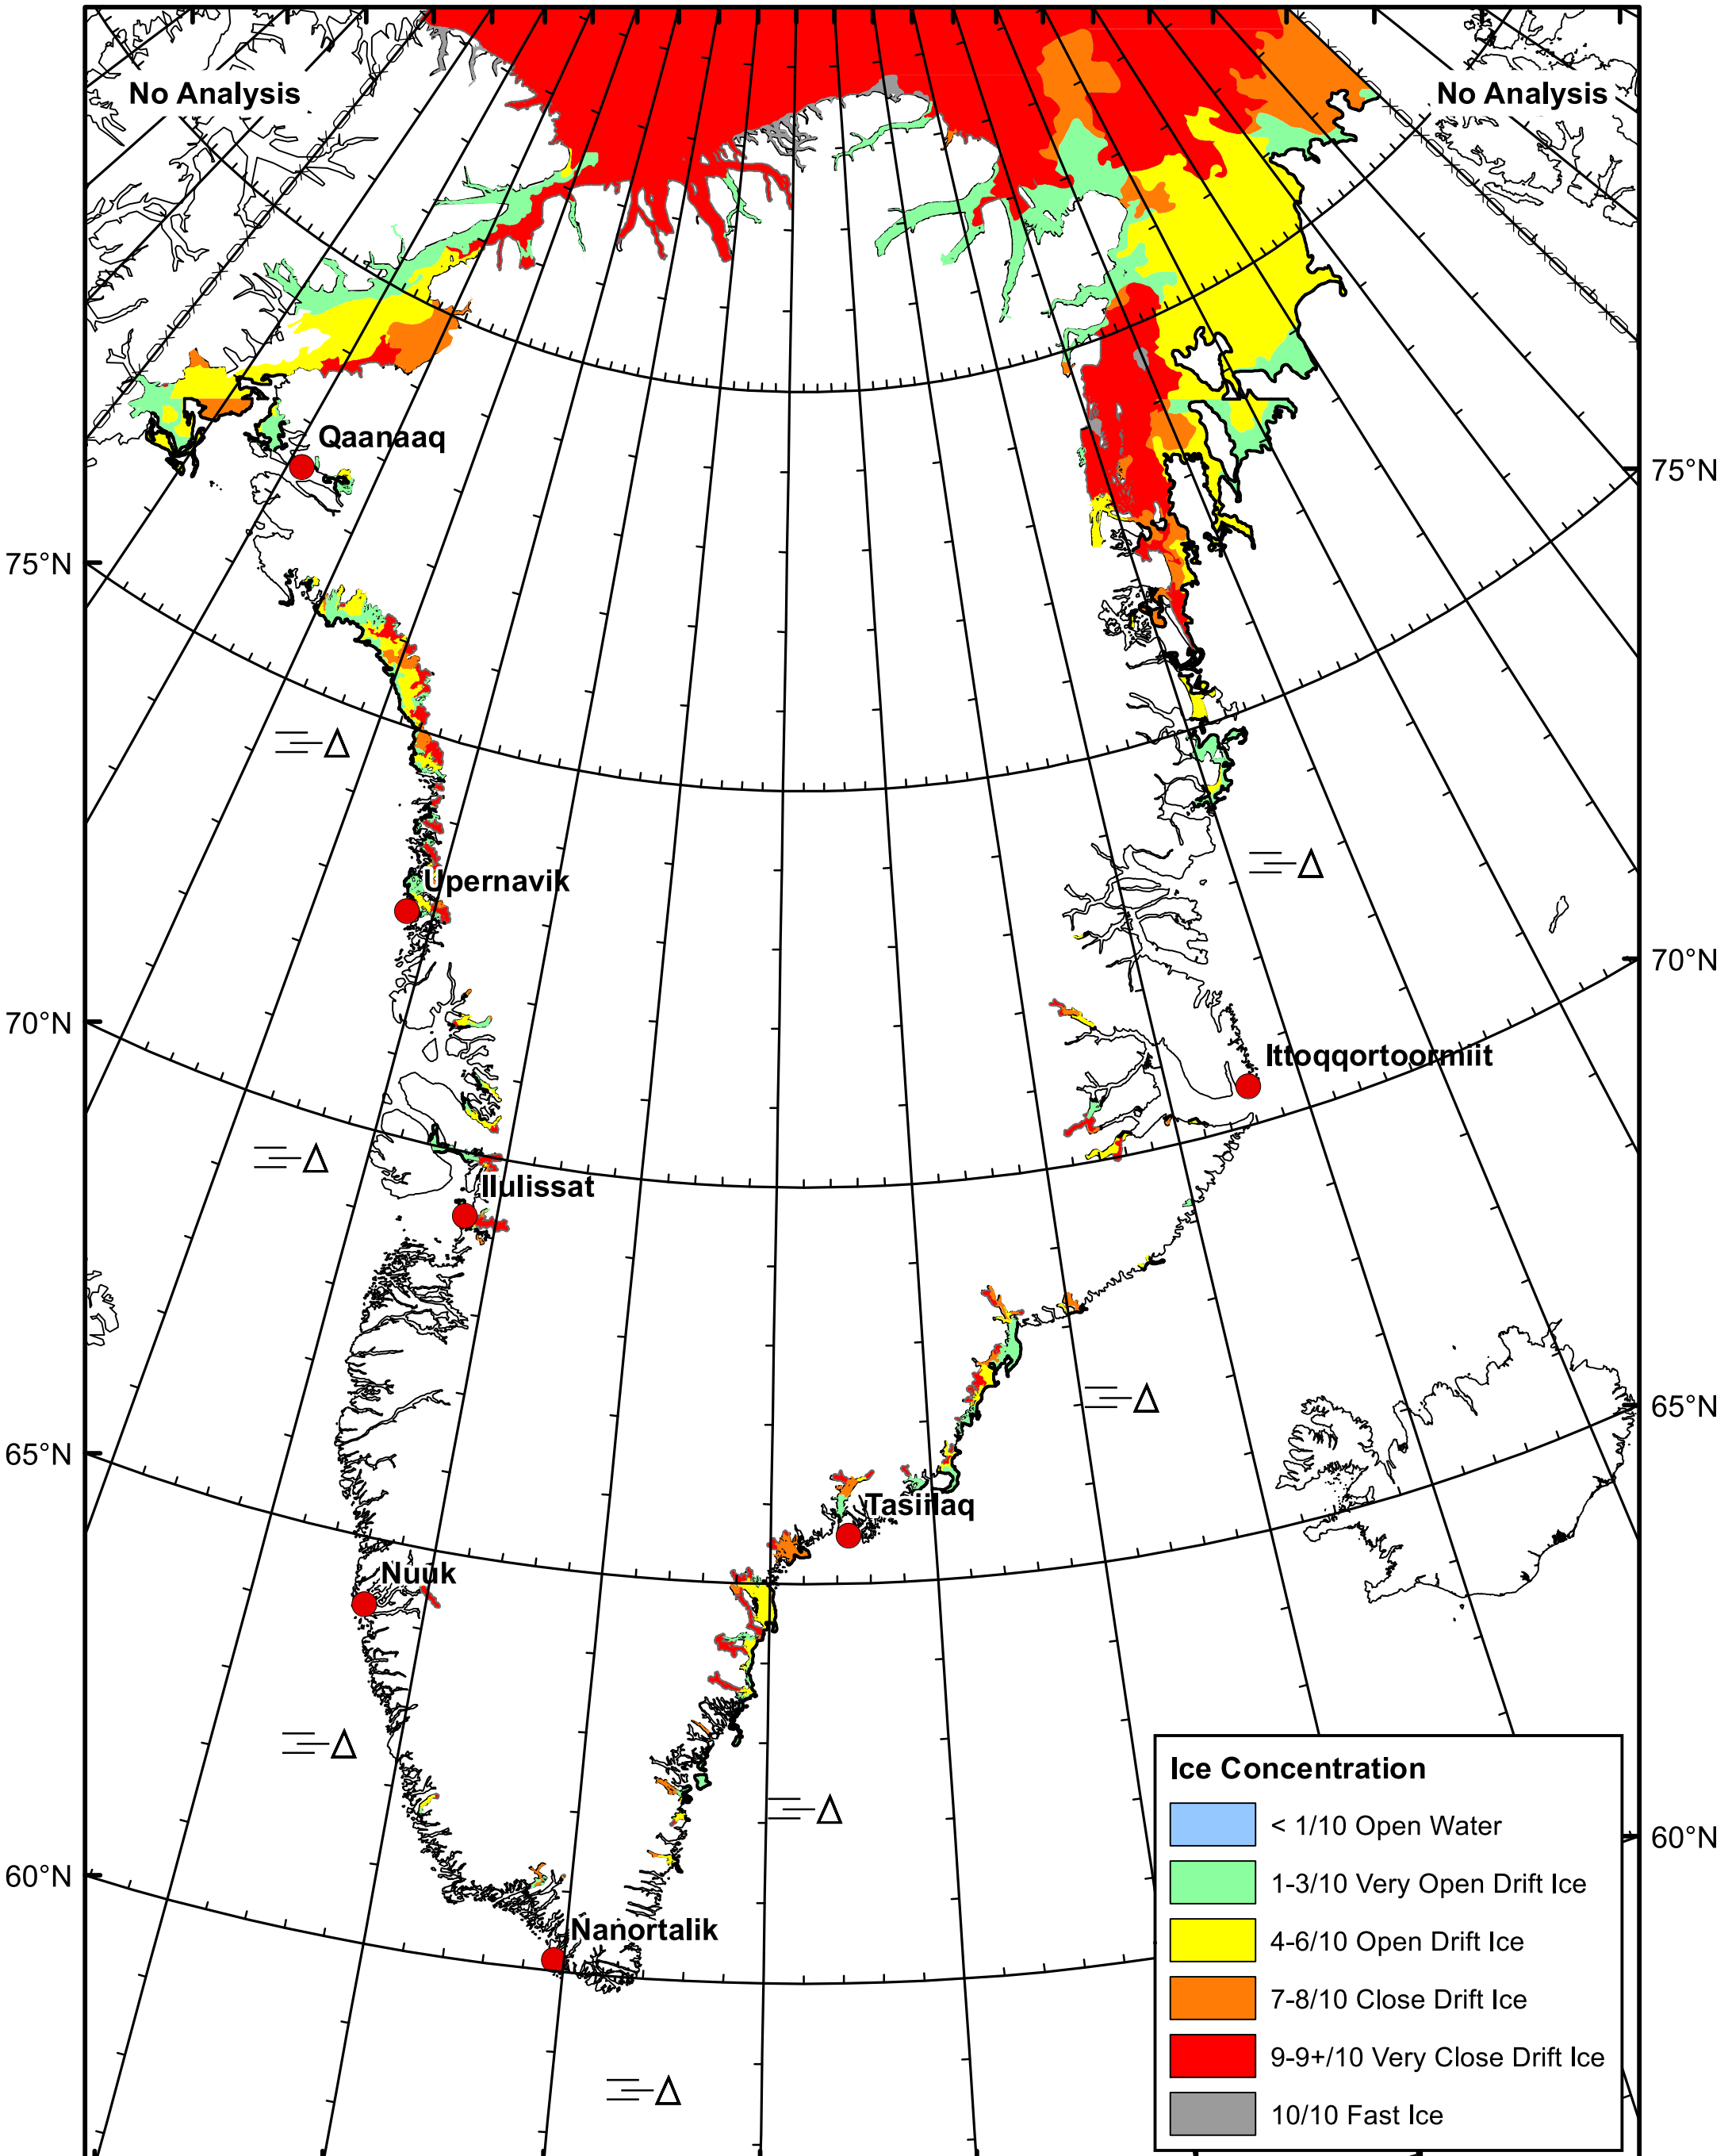 No Analysis
No Analysis
Qaanaaq
75°N
75°N
Upernavik
70°N
70°N
Ittoqqortoormiit
Ilulissat
65°N
65°N
Tasiilaq
Nuuk
Ice Concentration
< 1/10 Open Water
60°N
60°N
1-3/10 Very Open Drift Ice
Nanortalik
4-6/10 Open Drift Ice
7-8/10 Close Drift Ice
9-9+/10 Very Close Drift Ice
10/10 Fast Ice